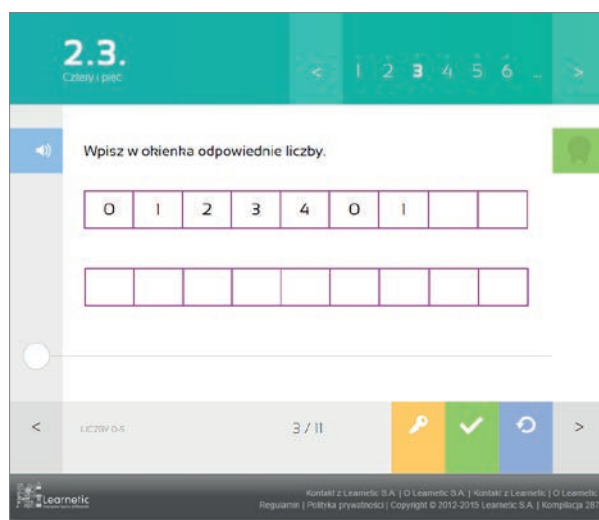 2.3.
Cztery i pięć
< 1 2 3 4 5 6 ... >
Wpisz w okienka odpowiednie liczby.
0 1 2 3 4 0 1
< LICZBY 0-5 3 / 11 >
Learnetic
Kontakt z Learnetic S.A. | O Learnetic S.A. | Kontakt z Learnetic | O Learnetic
Regulamin | Polityka prywatności | Copyright © 2012-2015 Learnetic S.A. | Kompilacja 287